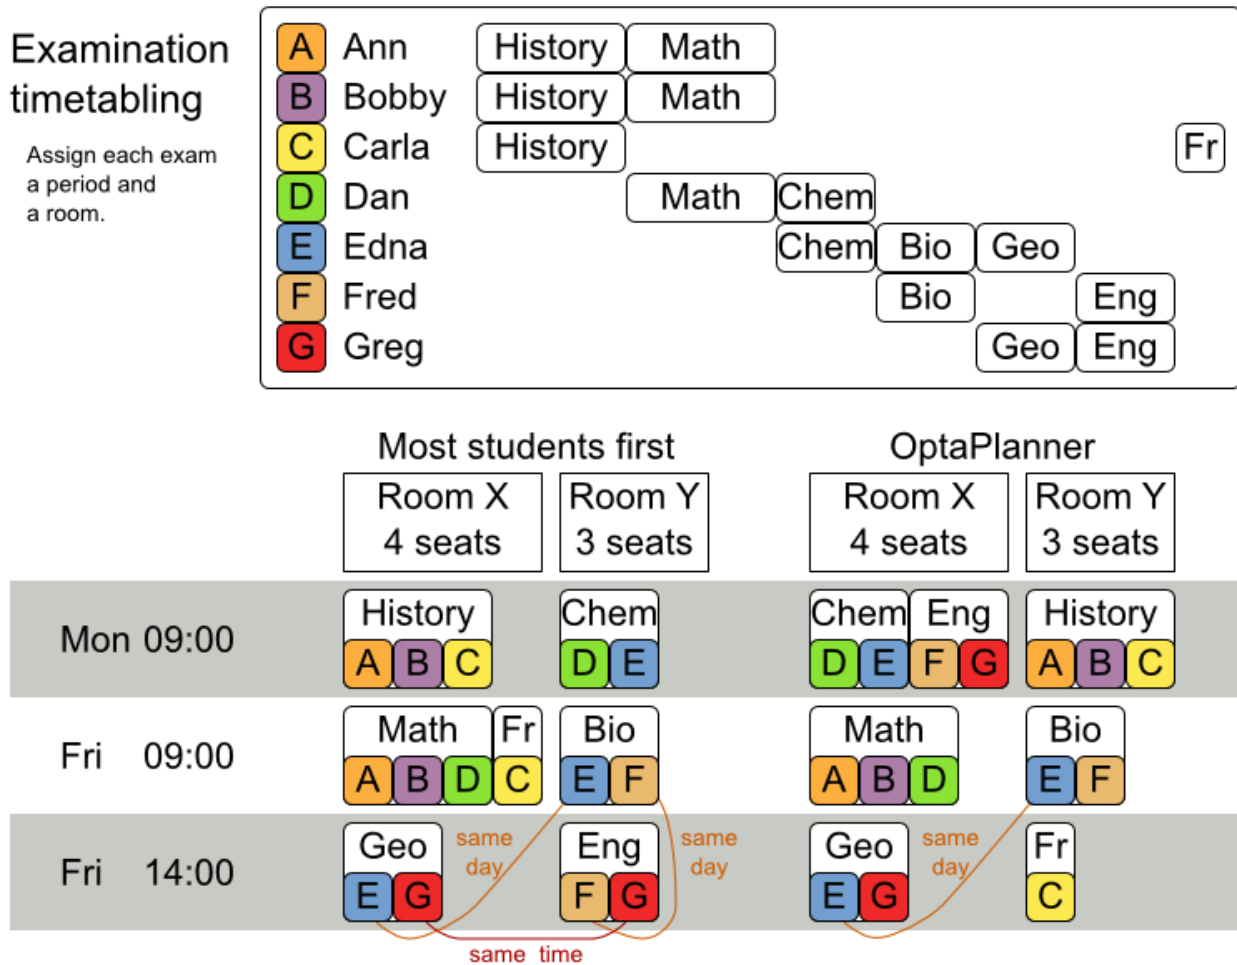 Examination
timetabling
Assign each exam
a period and
a room.
A Ann History Math
B Bobby History Math
C Carla History Fr
D Dan Math Chem
E Edna Chem Bio Geo
F Fred Bio Eng
G Greg Geo Eng
Most students first OptaPlanner
Room X Room Y Room X Room Y
4 seats 3 seats 4 seats 3 seats
History Chem Chem Eng History
Mon 09:00
A B C D E D E F G A B C
Math Fr Bio Math Bio
Fri 09:00
A B D C E F A B D E F
Geo same day Eng same day Geo same day Fr
Fri 14:00
E G F G E G C
same time